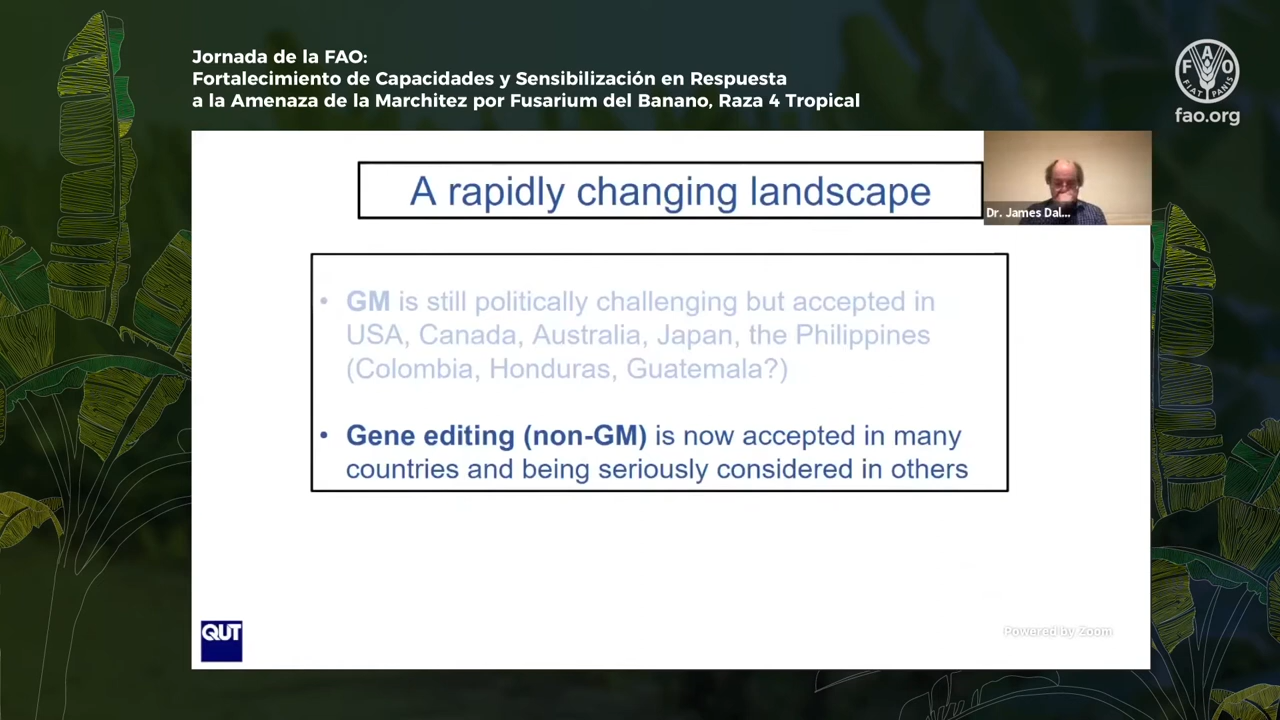 Jornada de la FAO:
Fortalecimiento de Capacidades y Sensibilización en Respuesta
a la Amenaza de la Marchitez por Fusarium del Banano, Raza 4 Tropical
FAO
FIAT PANIS
fao.org
A rapidly changing landscape
Dr. James Dal...
• GM is still politically challenging but accepted in
USA, Canada, Australia, Japan, the Philippines
(Colombia, Honduras, Guatemala?)
• Gene editing (non-GM) is now accepted in many
countries and being seriously considered in others
QUT
Powered by Zoom